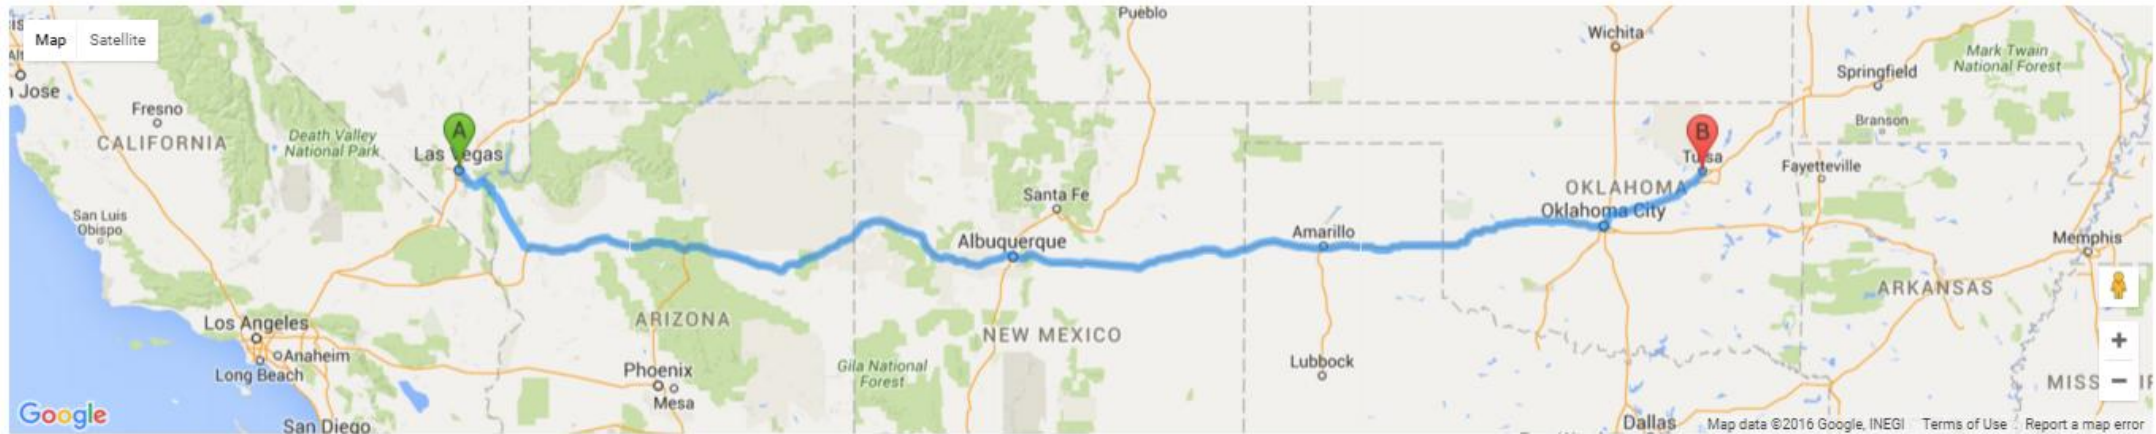 Map Satellite
Pueblo
Wichita
Mark Twain
National Forest
Springfield
Jose
Fresno
CALIFORNIA
Death Valley
National Park
A
Las Vegas
Branson
B
Tulsa
Fayetteville
Santa Fe
OKLAHOMA
Oklahoma City
San Luis
Obispo
Albuquerque
Amarillo
Memphis
ARKANSAS
Los Angeles
ARIZONA
NEW MEXICO
Anaheim
Long Beach
Phoenix
Mesa
Gila National
Forest
Lubbock
MISS
Google
San Diego
Dallas
Map data ©2016 Google, INEGI Terms of Use Report a map error